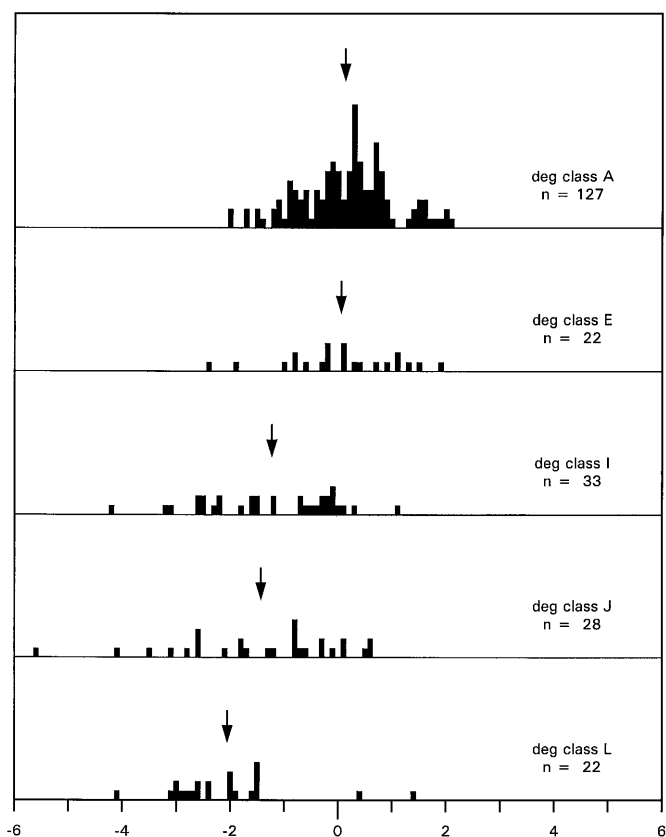 deg class A
n = 127
deg class E
n = 22
deg class I
n = 33
deg class J
n = 28
deg class L
n = 22
-6 -4 -2 0 2 4 6